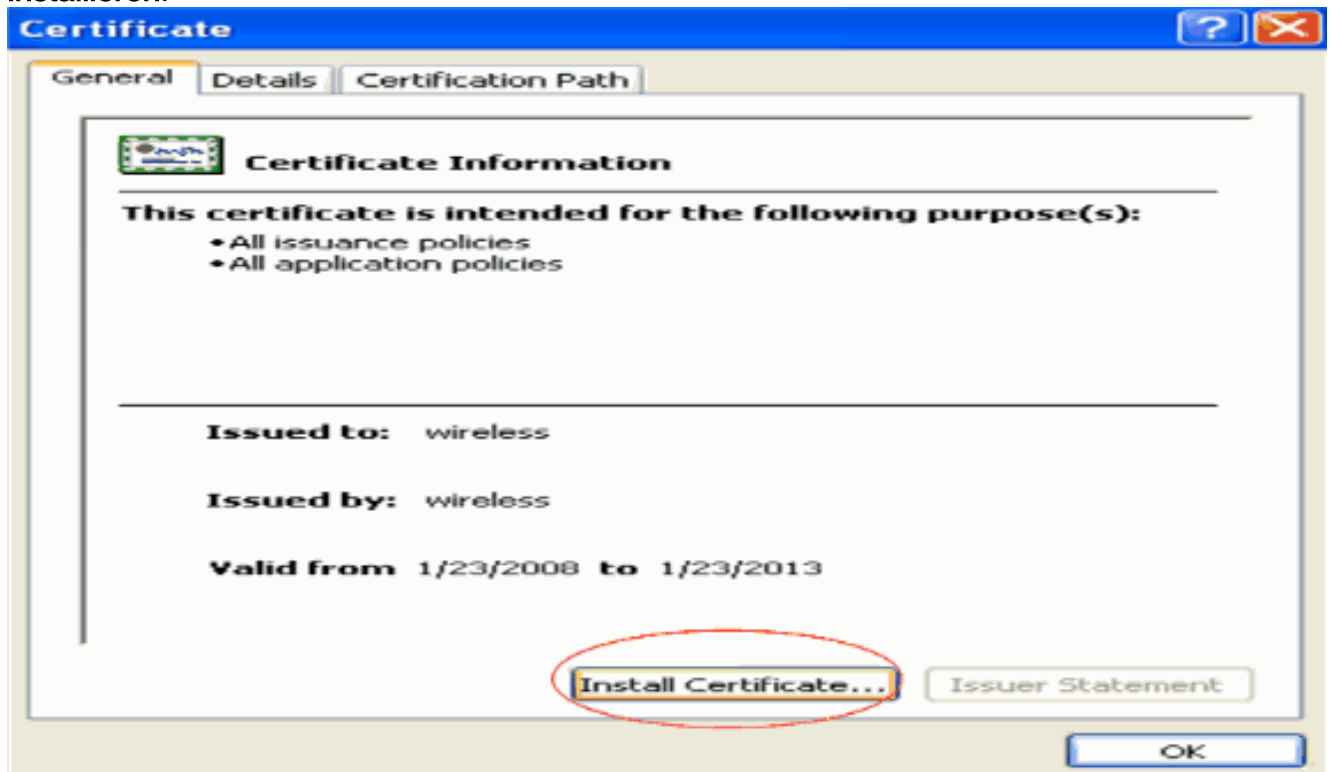 Certificate
General Details Certification Path
Certificate Information
This certificate is intended for the following purpose(s):
•All issuance policies
•All application policies
Issued to: wireless
Issued by: wireless
Valid from 1/23/2008 to 1/23/2013
Install Certificate... Issuer Statement
OK